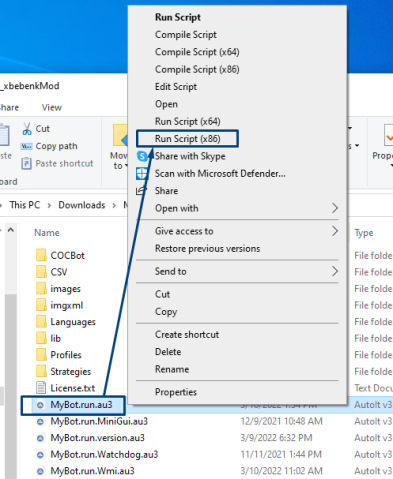 Run Script
Compile Script
Compile Script (x64)
_xbebenkMod
Compile Script (x86)
Edit Script
hare View
Open
Run Script (x64)
Cut
Run Script (x86)
Copy path
Share with Skype
Mov
Prope
Paste shortcut
to
Scan with Microsoft Defender...
Share
This PC > Downloads >
Open with
Name
Give access to
Type
Restore previous versions
COCBot
File folde
CSV
Send to
File folde
images
File folde
imgxml
Cut
File folde
Languages
Copy
File folde
lib
Create shortcut
File folde
Profiles
Delete
File folde
Strategies
Rename
File folde
License.txt
Properties
Text Docu
MyBot.run.au3
3/10/2022 1:34 PM
AutoIt v3
MyBot.run.MiniGui.au3
12/9/2021 10:48 AM
AutoIt v3
MyBot.run.version.au3
3/9/2022 6:32 PM
AutoIt v3
MyBot.run.Watchdog.au3
11/11/2021 1:44 PM
AutoIt v3
MyBot.run.Wmi.au3
3/10/2022 11:02 AM
AutoIt v3